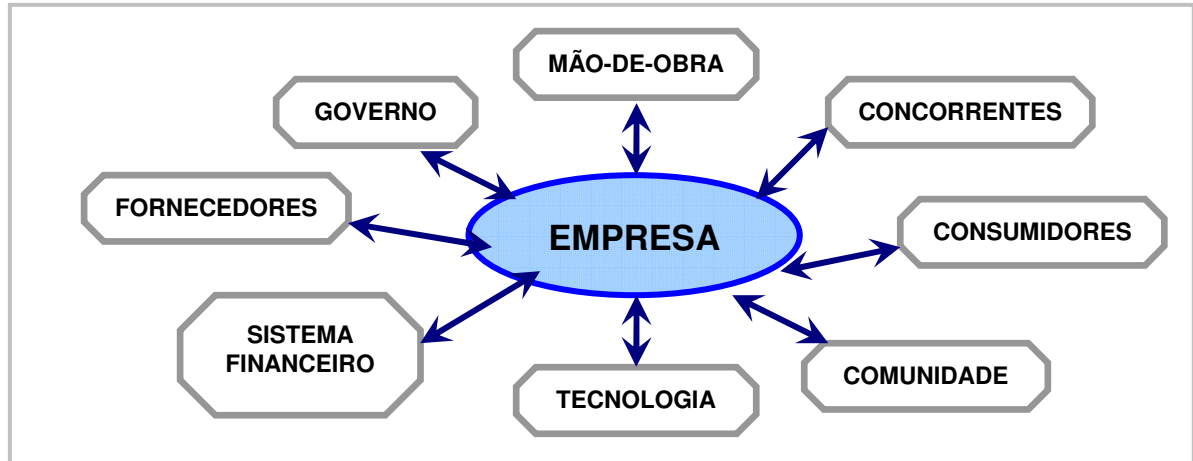 MÃO-DE-OBRA
GOVERNO
CONCORRENTES
FORNECEDORES
EMPRESA
CONSUMIDORES
SISTEMA
FINANCEIRO
TECNOLOGIA
COMUNIDADE